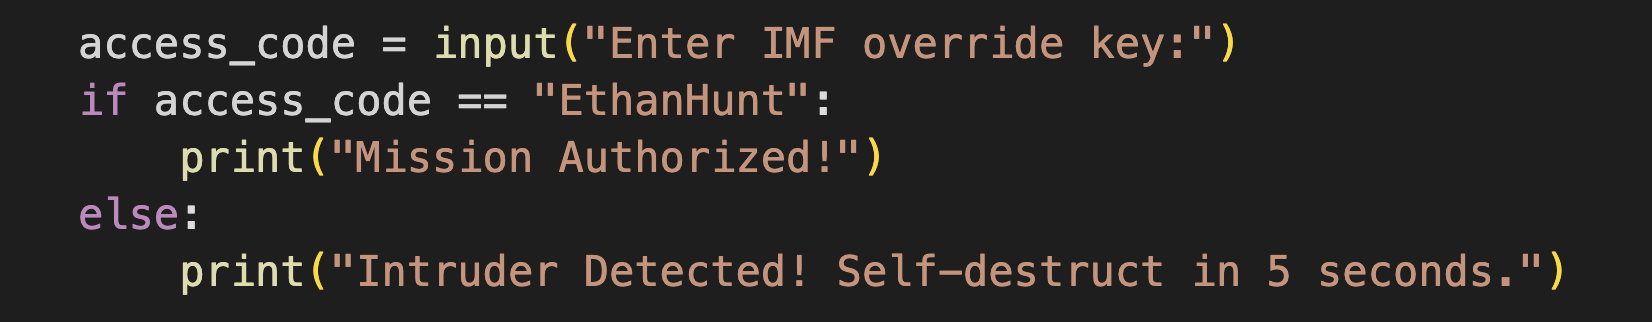 access_code = input("Enter IMF override key:")
if access_code == "EthanHunt":
    print("Mission Authorized!")
else:
    print("Intruder Detected! Self-destruct in 5 seconds.")